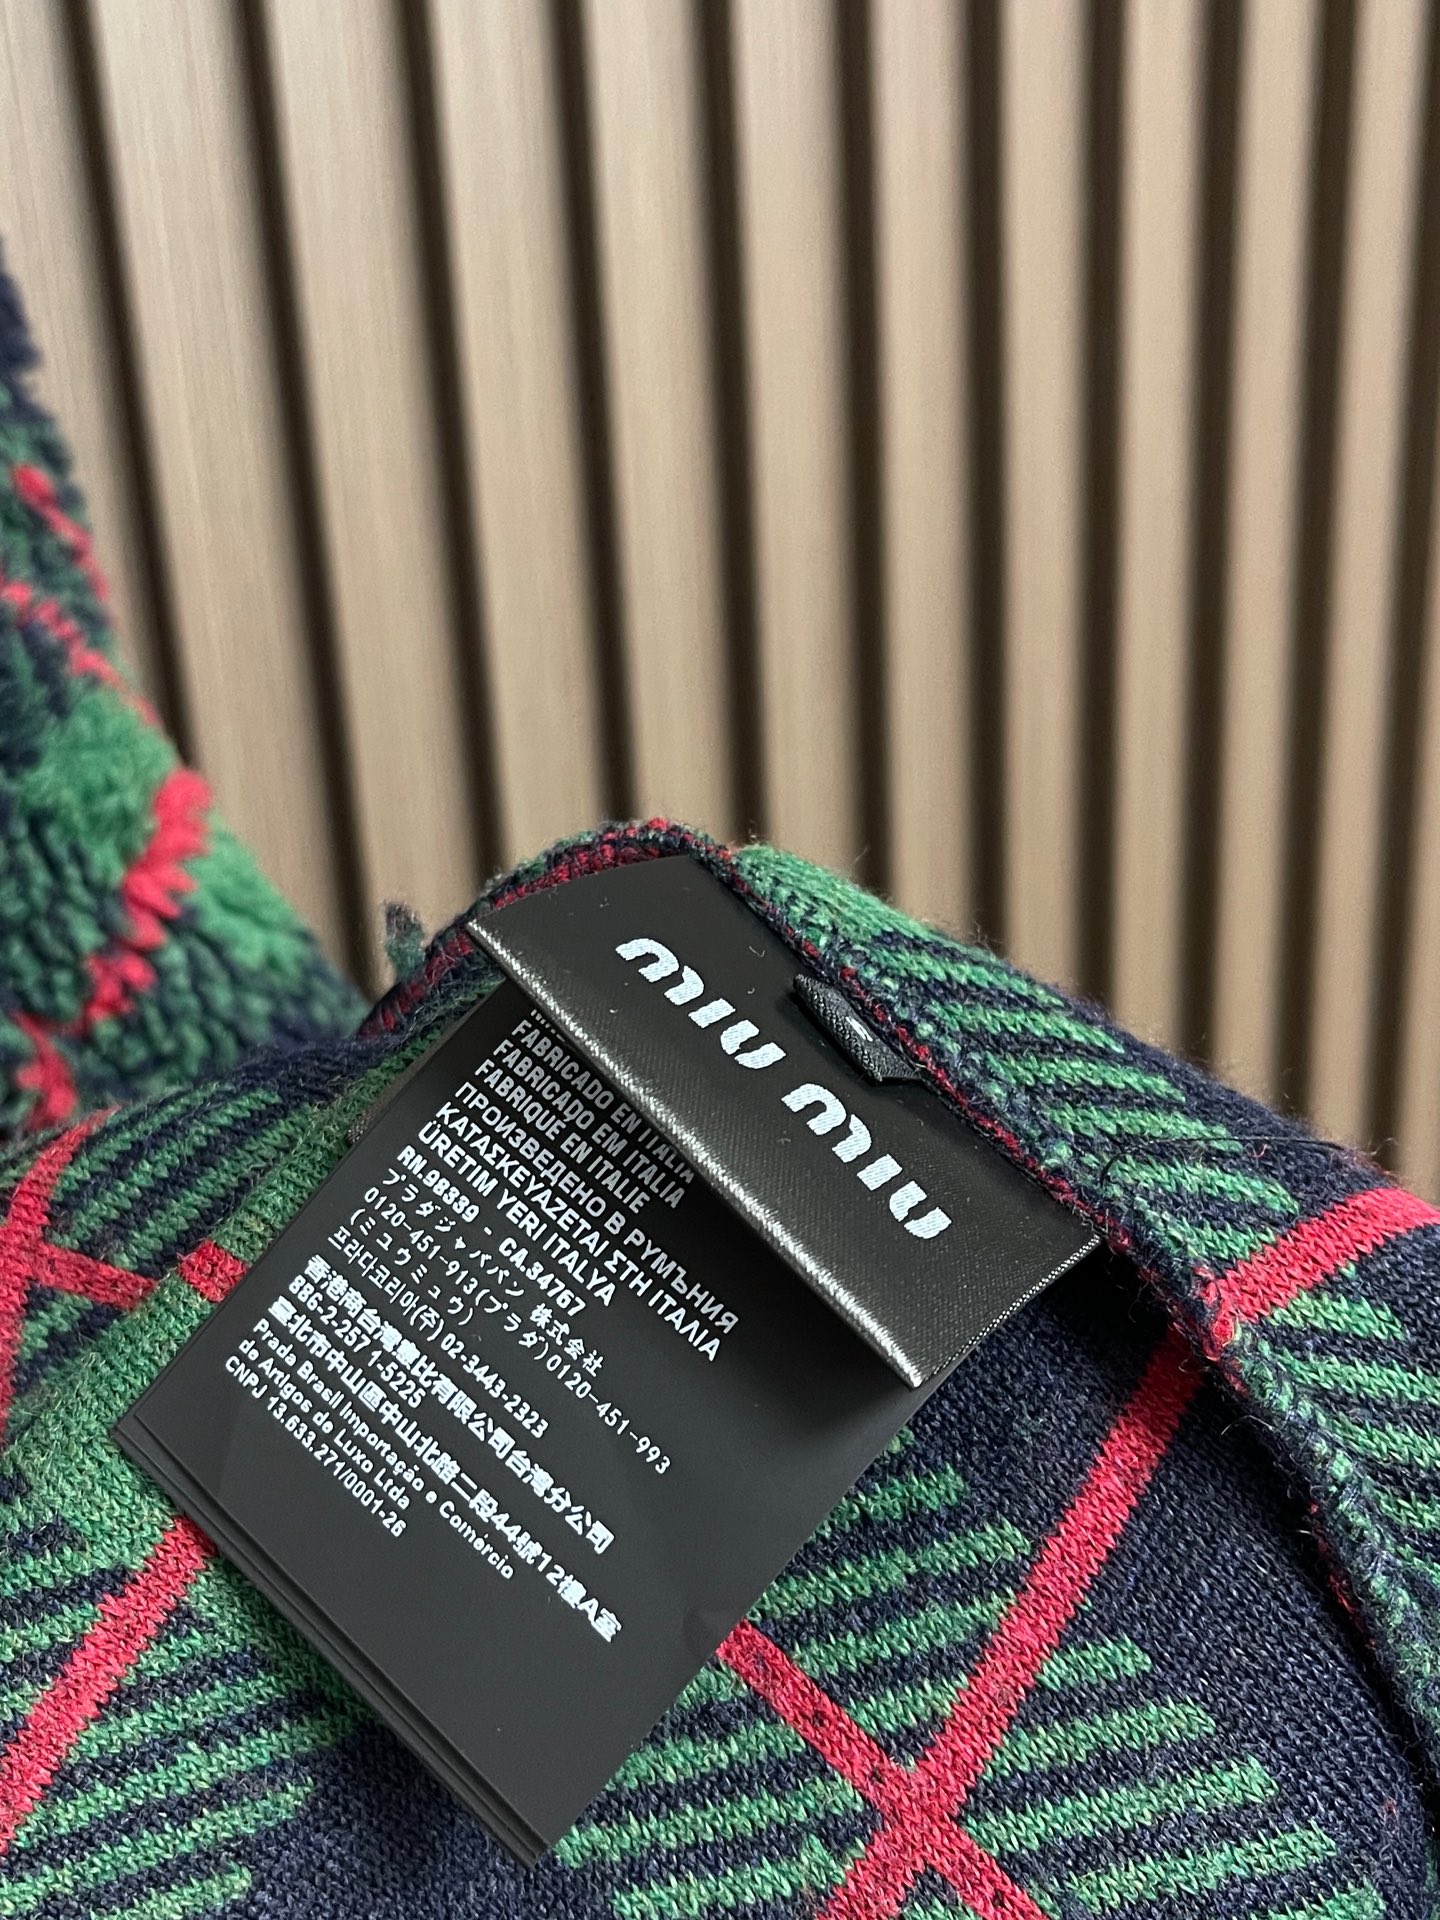 miu miu
FABRICADO EN ITALIA
FABRICADO EM ITALIA
FABRIQUÉ EN ITALIE
ПРОИЗВЕДЕНО В РУМЪНИЯ
ΚΑΤΑΣΚΕΥΑΖΕΤΑΙ ΣΤΗ ΙΤΑΛΙΑ
ÜRETIM YERI ITALYA
RN.98339 - CA.34767
プラダジャパン 株式会社
0120-451-913(プラダ)0120-451-993
(ミュウミュウ)
프라다코리아(주)02-3443-2323
香港商台灣霎比有限公司台灣分公司
886-2-2571-5225
臺北市中山區中山北路二段44號12樓A室
Prada Brasil Importação e Comércio
de Artigos de Luxo Ltda
CNPJ 13.633.271/0001-26